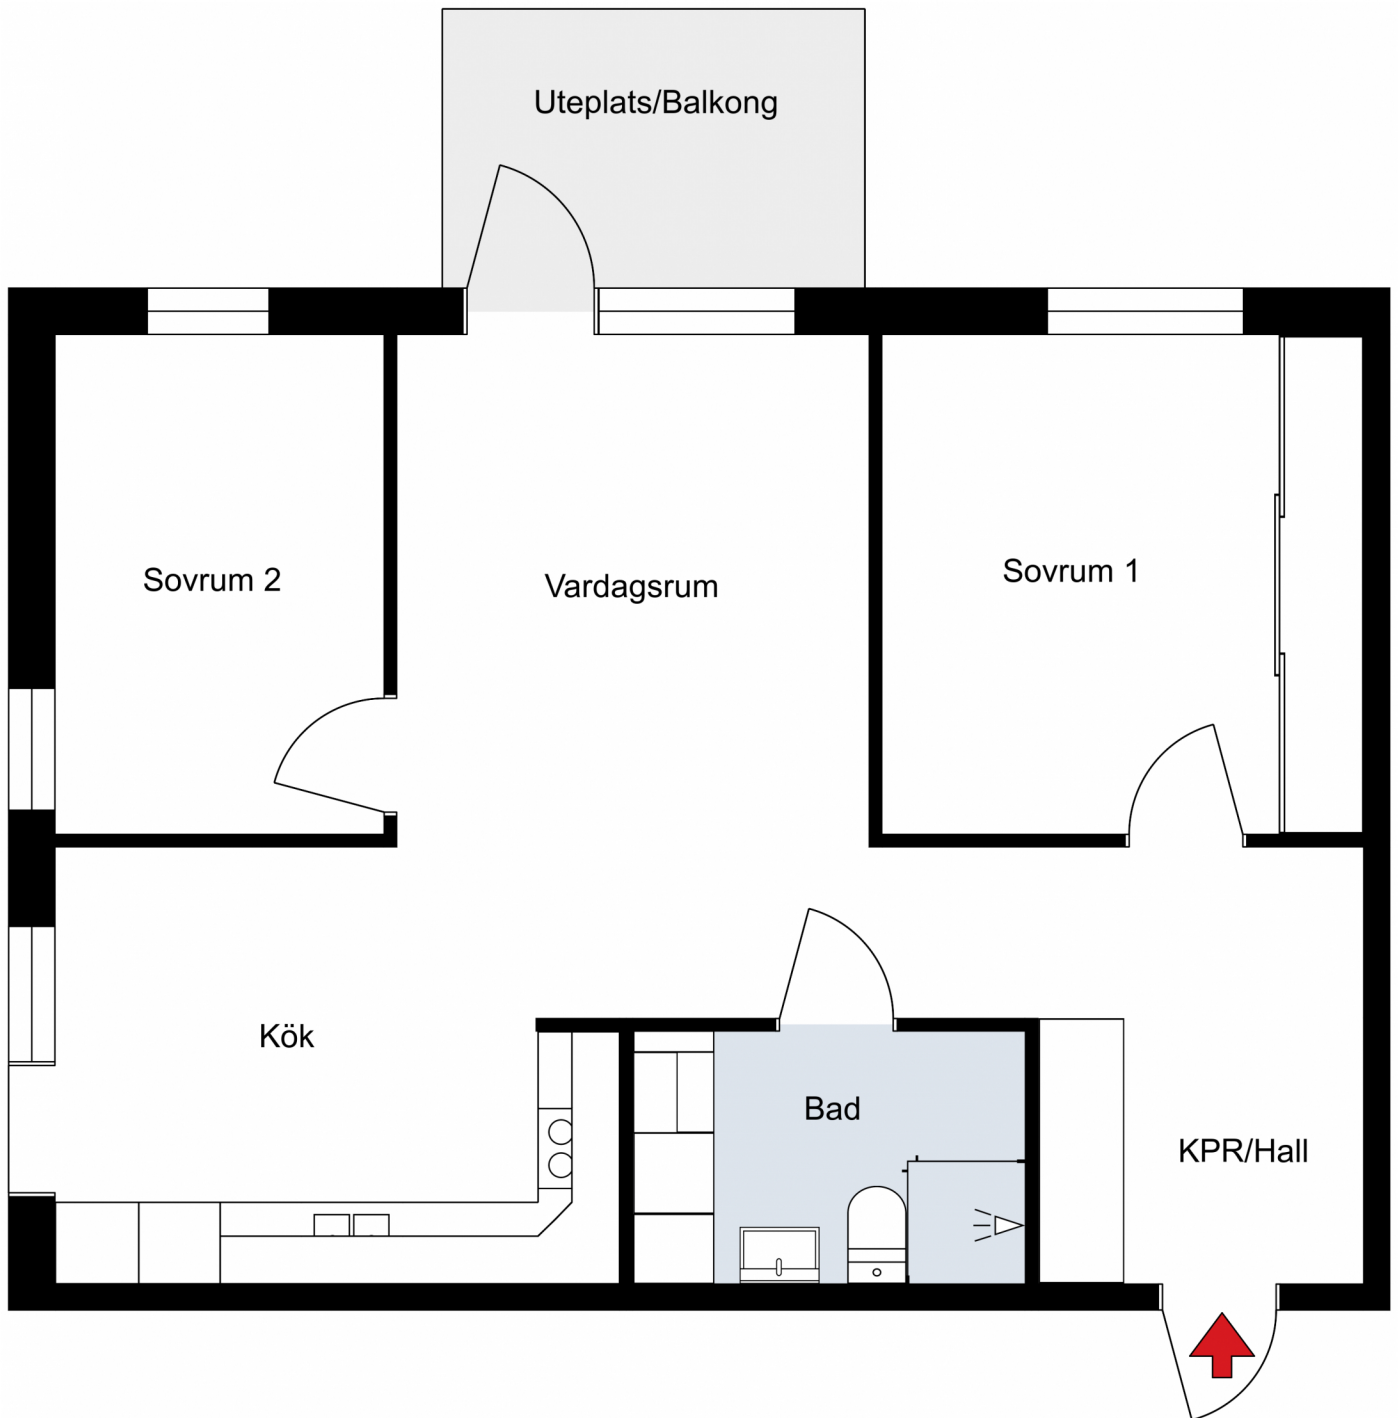 Uteplats/Balkong
Sovrum 2
Vardagsrum
Sovrum 1
Kök
Bad
KPR/Hall